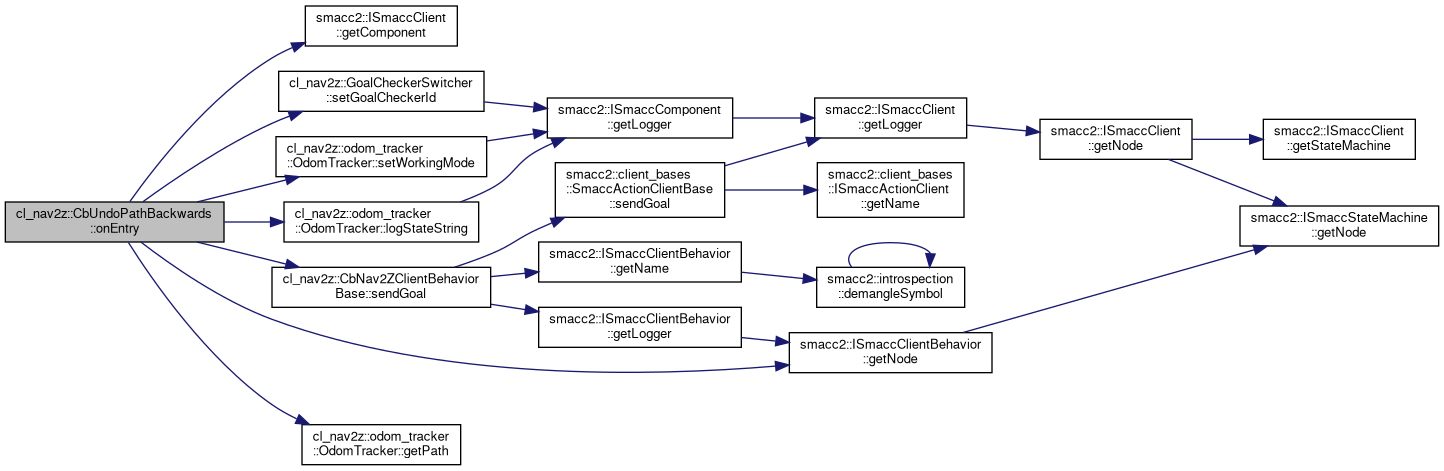 smacc2::ISmaccClient
::getComponent
cl_nav2z::GoalCheckerSwitcher
::setGoalCheckerId
smacc2::ISmaccComponent
::getLogger
smacc2::ISmaccClient
::getLogger
smacc2::ISmaccClient
::getNode
smacc2::ISmaccClient
::getStateMachine
cl_nav2z::odom_tracker
::OdomTracker::setWorkingMode
smacc2::client_bases
::SmaccActionClientBase
::sendGoal
smacc2::client_bases
::ISmaccActionClient
::getName
cl_nav2z::CbUndoPathBackwards
::onEntry
cl_nav2z::odom_tracker
::OdomTracker::logStateString
smacc2::ISmaccStateMachine
::getNode
cl_nav2z::CbNav2ZClientBehavior
Base::sendGoal
smacc2::ISmaccClientBehavior
::getName
smacc2::introspection
::demangleSymbol
smacc2::ISmaccClientBehavior
::getLogger
smacc2::ISmaccClientBehavior
::getNode
cl_nav2z::odom_tracker
::OdomTracker::getPath